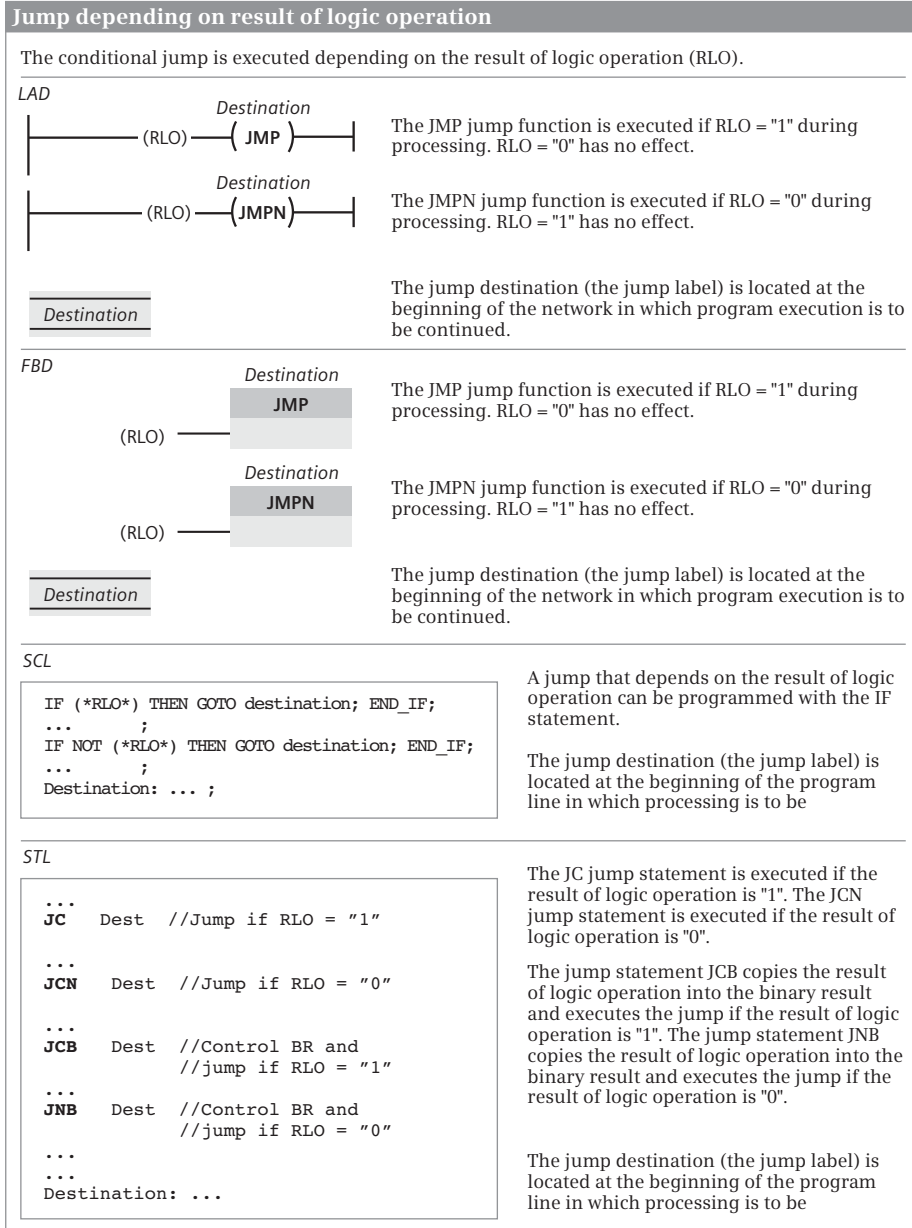 Jump depending on result of logic operation
The conditional jump is executed depending on the result of logic operation (RLO).
LAD
Destination
(RLO) ( JMP )
The JMP jump function is executed if RLO = "1" during
processing. RLO = "0" has no effect.
Destination
(RLO) (JMPN)
The JMPN jump function is executed if RLO = "0" during
processing. RLO = "1" has no effect.
Destination
The jump destination (the jump label) is located at the
beginning of the network in which program execution is to
be continued.
FBD
Destination
JMP
(RLO)
The JMP jump function is executed if RLO = "1" during
processing. RLO = "0" has no effect.
Destination
JMPN
(RLO)
The JMPN jump function is executed if RLO = "0" during
processing. RLO = "1" has no effect.
Destination
The jump destination (the jump label) is located at the
beginning of the network in which program execution is to
be continued.
SCL
IF (*RLO*) THEN GOTO destination; END_IF;
... ;
IF NOT (*RLO*) THEN GOTO destination; END_IF;
... ;
Destination: ... ;
A jump that depends on the result of logic
operation can be programmed with the IF
statement.
The jump destination (the jump label) is
located at the beginning of the program
line in which processing is to be
STL
...
JC Dest //Jump if RLO = "1"
...
JCN Dest //Jump if RLO = "0"
...
JCB Dest //Control BR and
//jump if RLO = "1"
...
JNB Dest //Control BR and
//jump if RLO = "0"
...
...
Destination: ...
The JC jump statement is executed if the
result of logic operation is "1". The JCN
jump statement is executed if the result of
logic operation is "0".
The jump statement JCB copies the result
of logic operation into the binary result
and executes the jump if the result of logic
operation is "1". The jump statement JNB
copies the result of logic operation into the
binary result and executes the jump if the
result of logic operation is "0".
The jump destination (the jump label) is
located at the beginning of the program
line in which processing is to be